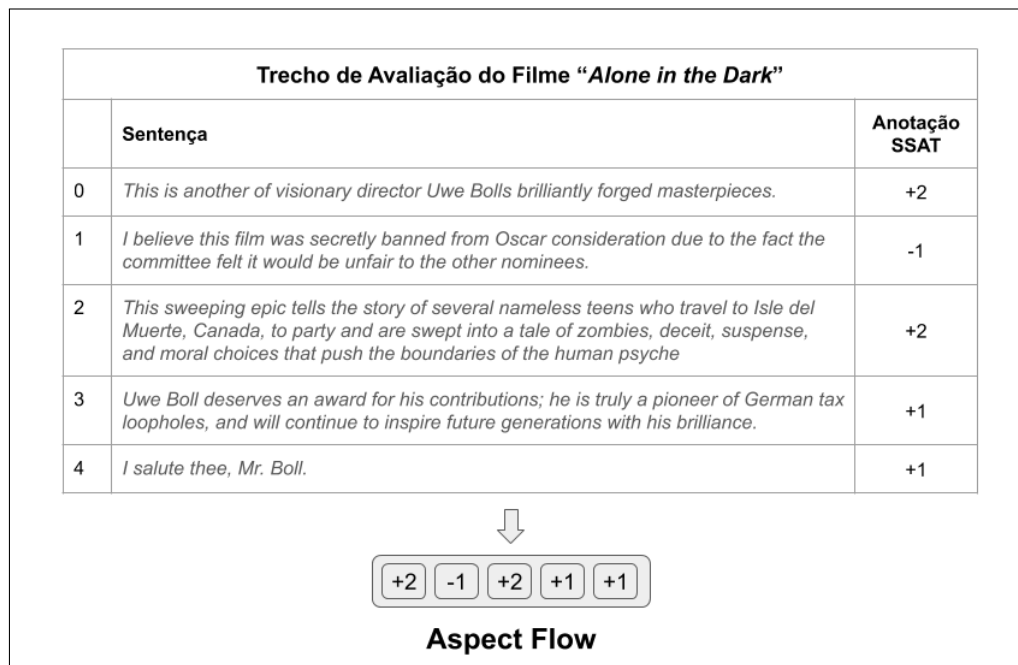 Trecho de Avaliação do Filme “Alone in the Dark”
Sentença
Anotação
SSAT
0
This is another of visionary director Uwe Bolls brilliantly forged masterpieces.
+2
1
I believe this film was secretly banned from Oscar consideration due to the fact the
committee felt it would be unfair to the other nominees.
-1
2
This sweeping epic tells the story of several nameless teens who travel to Isle del
Muerte, Canada, to party and are swept into a tale of zombies, deceit, suspense,
and moral choices that push the boundaries of the human psyche
+2
3
Uwe Boll deserves an award for his contributions; he is truly a pioneer of German tax
loopholes, and will continue to inspire future generations with his brilliance.
+1
4
I salute thee, Mr. Boll.
+1
+2 -1 +2 +1 +1
Aspect Flow